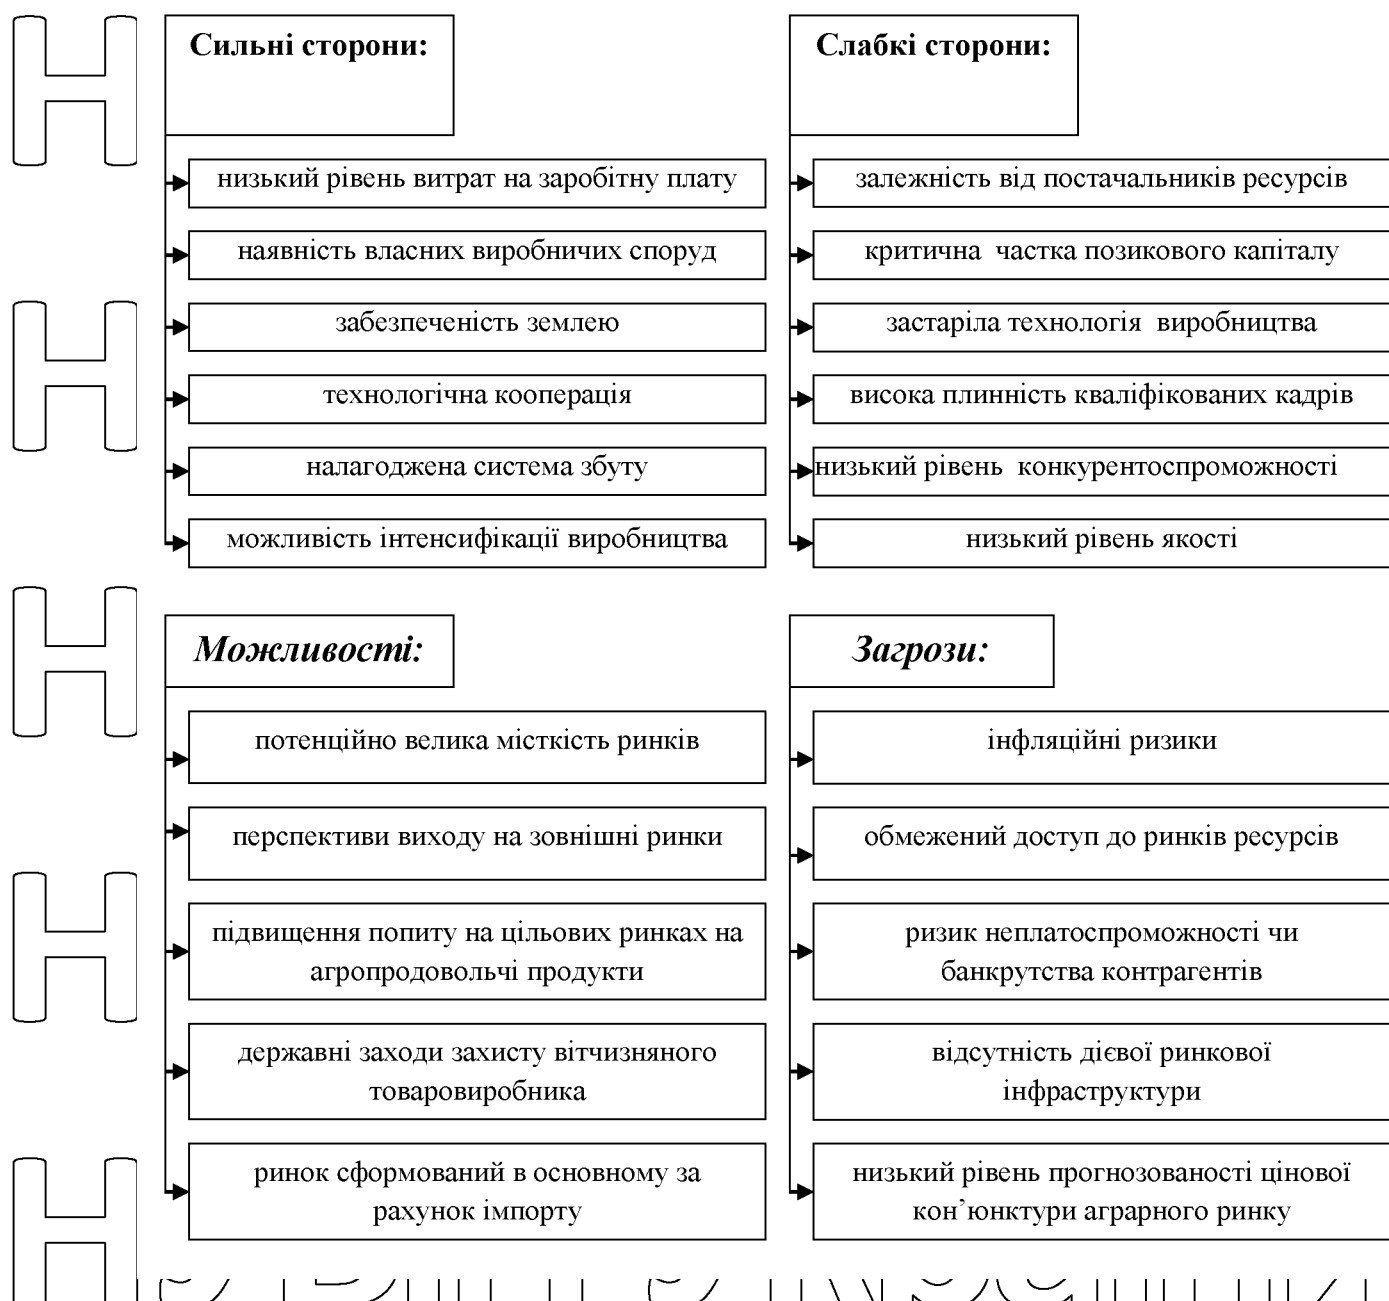 Сильні сторони:
низький рівень витрат на заробітну плату
наявність власних виробничих споруд
забезпеченість землею
технологічна кооперація
налагоджена система збуту
можливість інтенсифікації виробництва
Слабкі сторони:
залежність від постачальників ресурсів
критична частка позикового капіталу
застаріла технологія виробництва
висока плинність кваліфікованих кадрів
низький рівень конкурентоспроможності
низький рівень якості
Можливості:
потенційно велика місткість ринків
перспективи виходу на зовнішні ринки
підвищення попиту на цільових ринках на
агропродовольчі продукти
державні заходи захисту вітчизняного
товаровиробника
ринок сформований в основному за
рахунок імпорту
Загрози:
інфляційні ризики
обмежений доступ до ринків ресурсів
ризик неплатоспроможності чи
банкрутства контрагентів
відсутність дієвої ринкової
інфраструктури
низький рівень прогнозованості цінової
кон’юнктури аграрного ринку